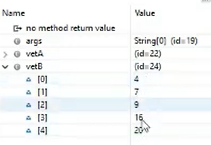 Name Value
no method return value
args String[0] (id=19)
vetA (id=22)
vetB (id=24)
[0] 4
[1] 7
[2] 9
[3] 16
[4] 20